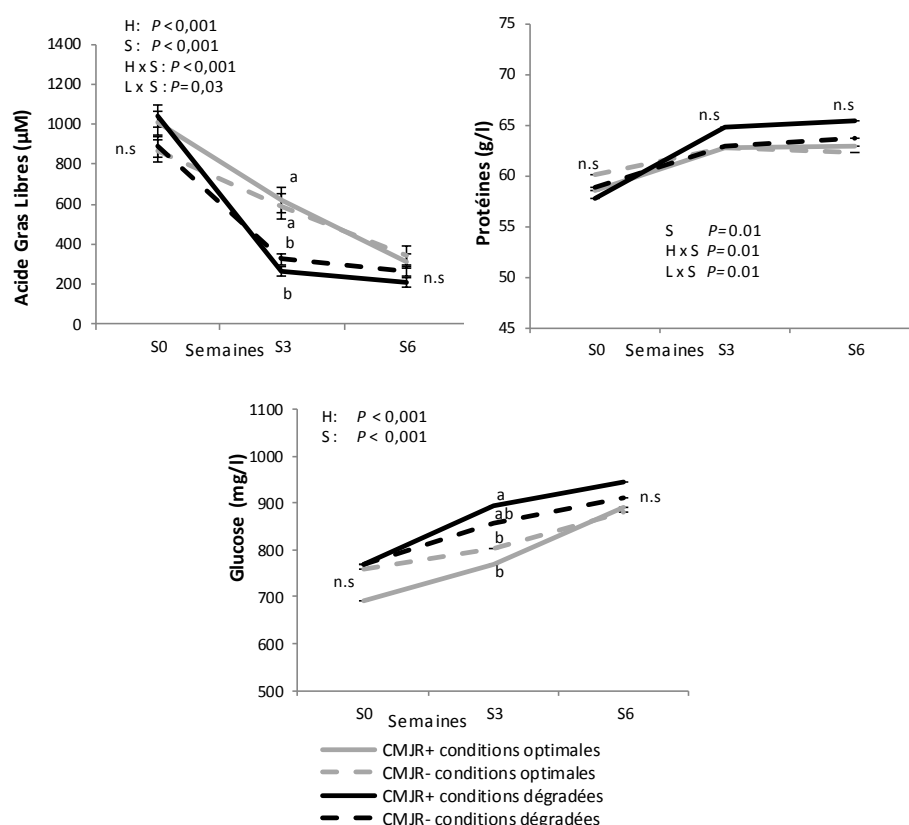 H: P < 0,001
S: P < 0,001
H x S : P < 0,001
L x S : P= 0,03
1400
1200
1000
800
600
400
200
0
Acide Gras Libres (µM)
n.s
a
a
b
b
n.s
S0
Semaines
S3
S6
75
70
65
60
55
50
45
Protéines (g/l)
n.s
n.s
n.s
S P= 0.01
H x S P= 0.01
L x S P= 0.01
S0
Semaines
S3
S6
1100
1000
900
800
700
600
500
Glucose (mg/l)
H: P < 0,001
S : P < 0,001
n.s
a
ab
b
b
n.s
S0
Semaines
S3
S6
CMJR+ conditions optimales
CMJR- conditions optimales
CMJR+ conditions dégradées
CMJR- conditions dégradées